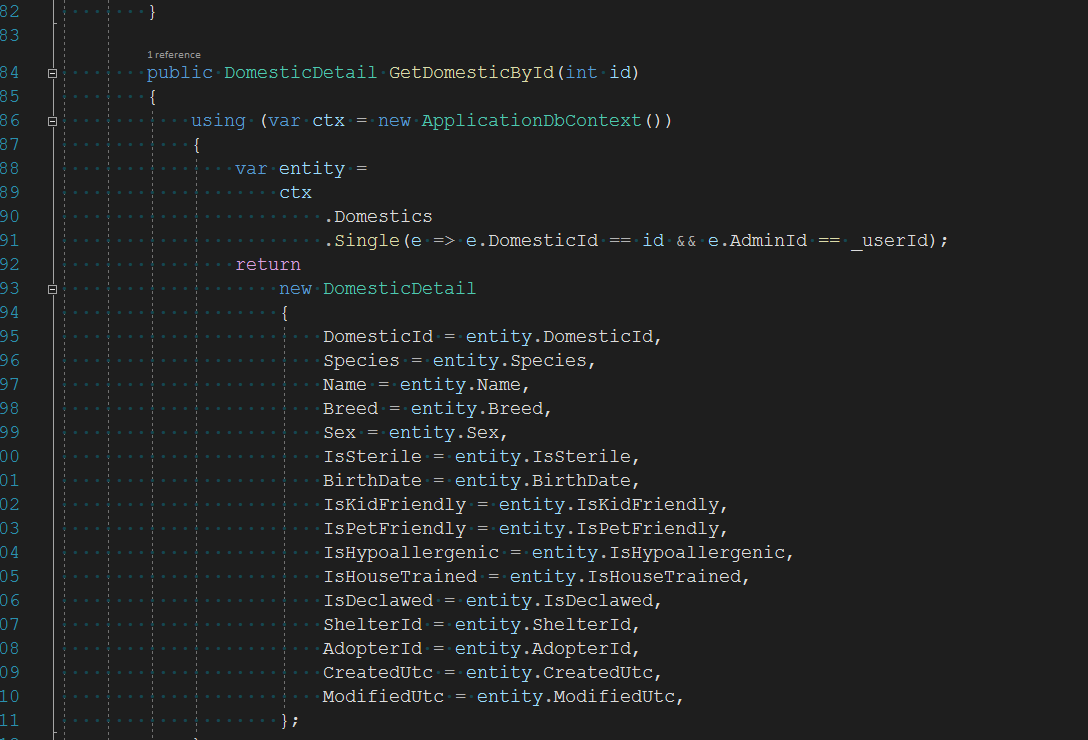 82 }
83
1 reference
84 public DomesticDetail GetDomesticById(int id)
85 {
86 using (var ctx = new ApplicationDbContext())
87 {
88 var entity =
89 ctx
90 .Domestics
91 .Single(e => e.DomesticId == id && e.AdminId == _userId);
92 return
93 new DomesticDetail
94 {
95 DomesticId = entity.DomesticId,
96 Species = entity.Species,
97 Name = entity.Name,
98 Breed = entity.Breed,
99 Sex = entity.Sex,
00 IsSterile = entity.IsSterile,
01 BirthDate = entity.BirthDate,
02 IsKidFriendly = entity.IsKidFriendly,
03 IsPetFriendly = entity.IsPetFriendly,
04 IsHypoallergenic = entity.IsHypoallergenic,
05 IsHouseTrained = entity.IsHouseTrained,
06 IsDeclawed = entity.IsDeclawed,
07 ShelterId = entity.ShelterId,
08 AdopterId = entity.AdopterId,
09 CreatedUtc = entity.CreatedUtc,
10 ModifiedUtc = entity.ModifiedUtc,
11 };